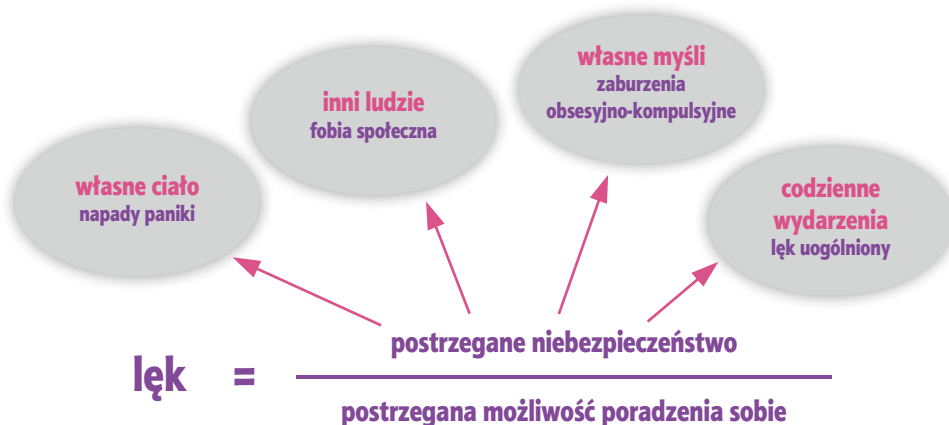 własne ciało
napady paniki
inni ludzie
fobia społeczna
własne myśli
zaburzenia
obsesyjno-kompulsyjne
codzienne
wydarzenia
lęk uogólniony
lęk =
postrzegane niebezpieczeństwo
postrzegana możliwość poradzenia sobie